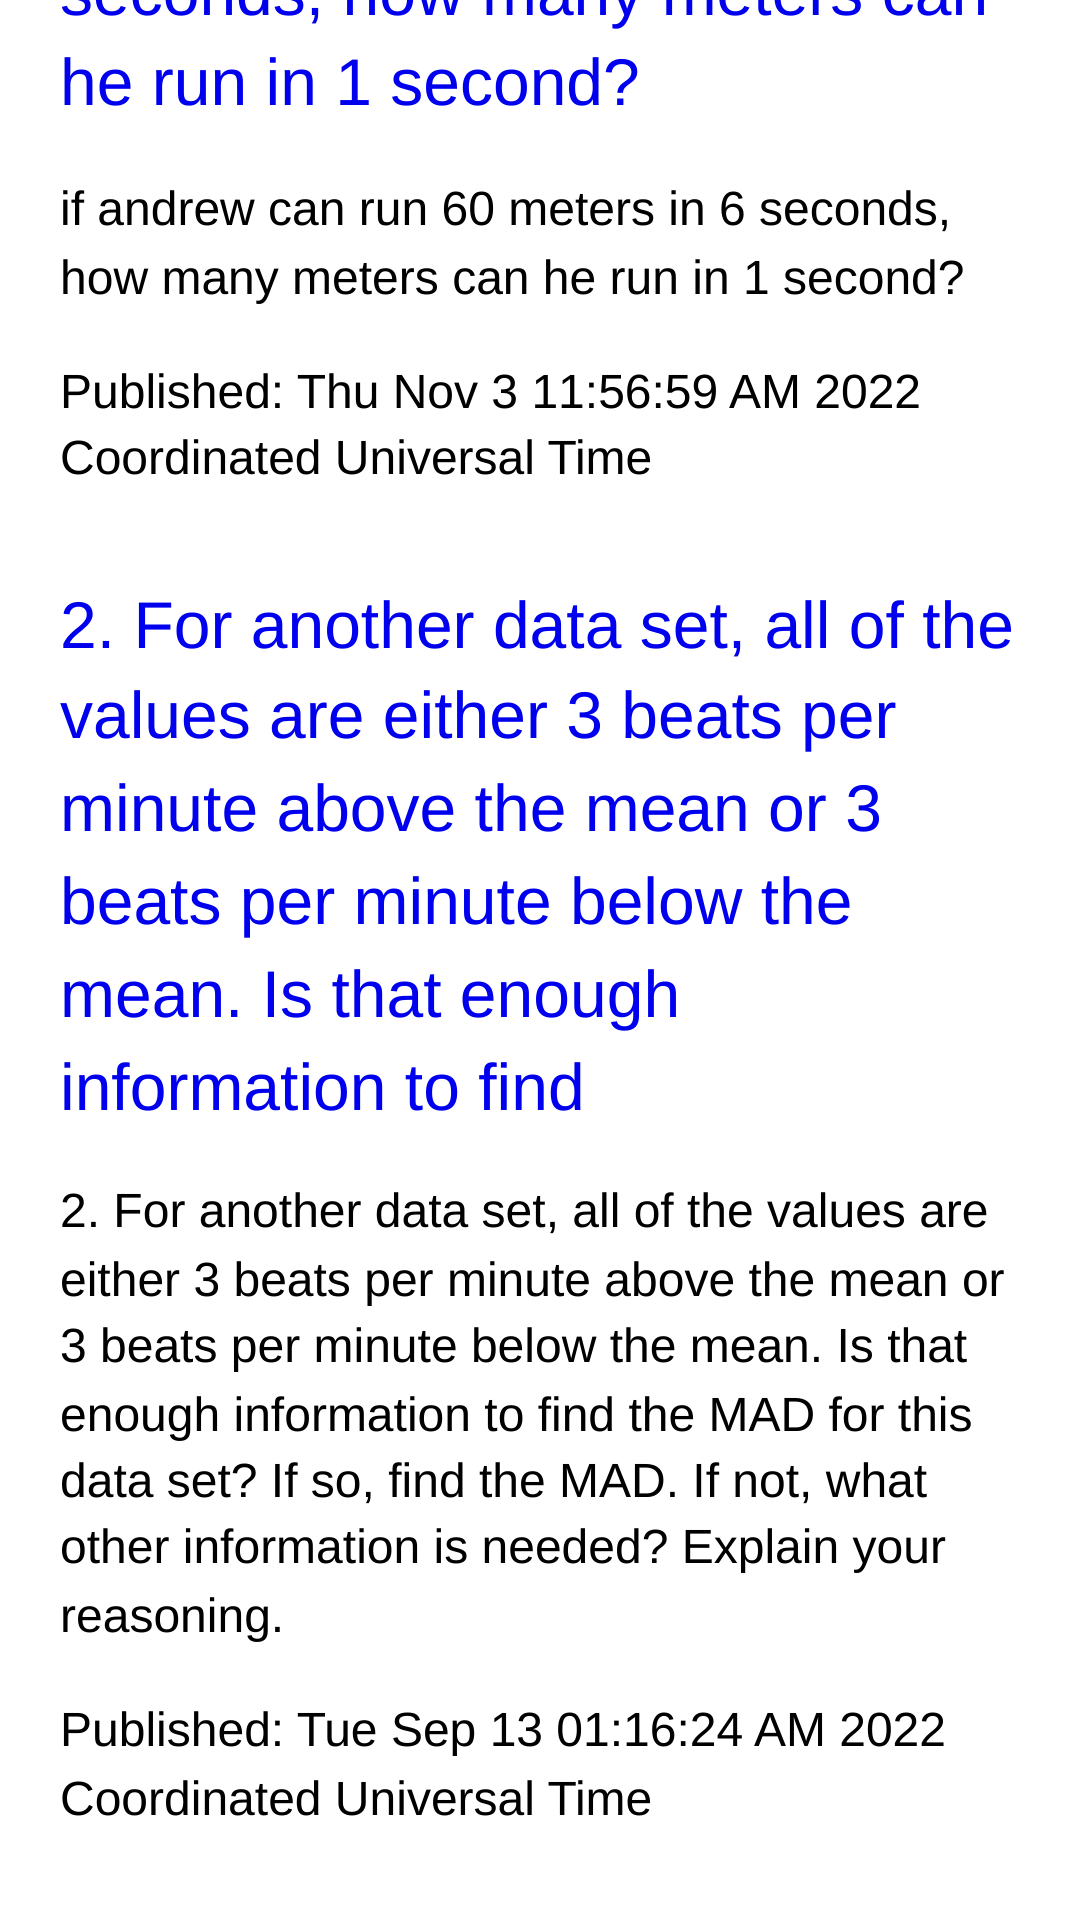 seconds, how many meters can
he run in 1 second?
if andrew can run 60 meters in 6 seconds,
how many meters can he run in 1 second?
Published: Thu Nov 3 11:56:59 AM 2022
Coordinated Universal Time
2. For another data set, all of the
values are either 3 beats per
minute above the mean or 3
beats per minute below the
mean. Is that enough
information to find
2. For another data set, all of the values are
either 3 beats per minute above the mean or
3 beats per minute below the mean. Is that
enough information to find the MAD for this
data set? If so, find the MAD. If not, what
other information is needed? Explain your
reasoning.
Published: Tue Sep 13 01:16:24 AM 2022
Coordinated Universal Time